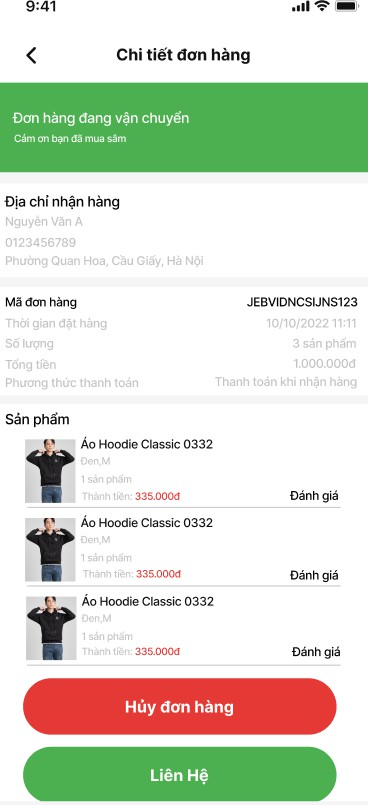 9:41
Chi tiết đơn hàng
Đơn hàng đang vận chuyển
Cảm ơn bạn đã mua sắm
Địa chỉ nhận hàng
Nguyễn Văn A
0123456789
Phường Quan Hoa, Cầu Giấy, Hà Nội
Mã đơn hàng JEBVIDNCSIJNS123
Thời gian đặt hàng 10/10/2022 11:11
Số lượng 3 sản phẩm
Tổng tiền 1.000.000đ
Phương thức thanh toán Thanh toán khi nhận hàng
Sản phẩm
Áo Hoodie Classic 0332
Đen,M
1 sản phẩm
Thành tiền: 335.000đ Đánh giá
Áo Hoodie Classic 0332
Đen,M
1 sản phẩm
Thành tiền: 335.000đ Đánh giá
Áo Hoodie Classic 0332
Đen,M
1 sản phẩm
Thành tiền: 335.000đ Đánh giá
Hủy đơn hàng
Liên Hệ